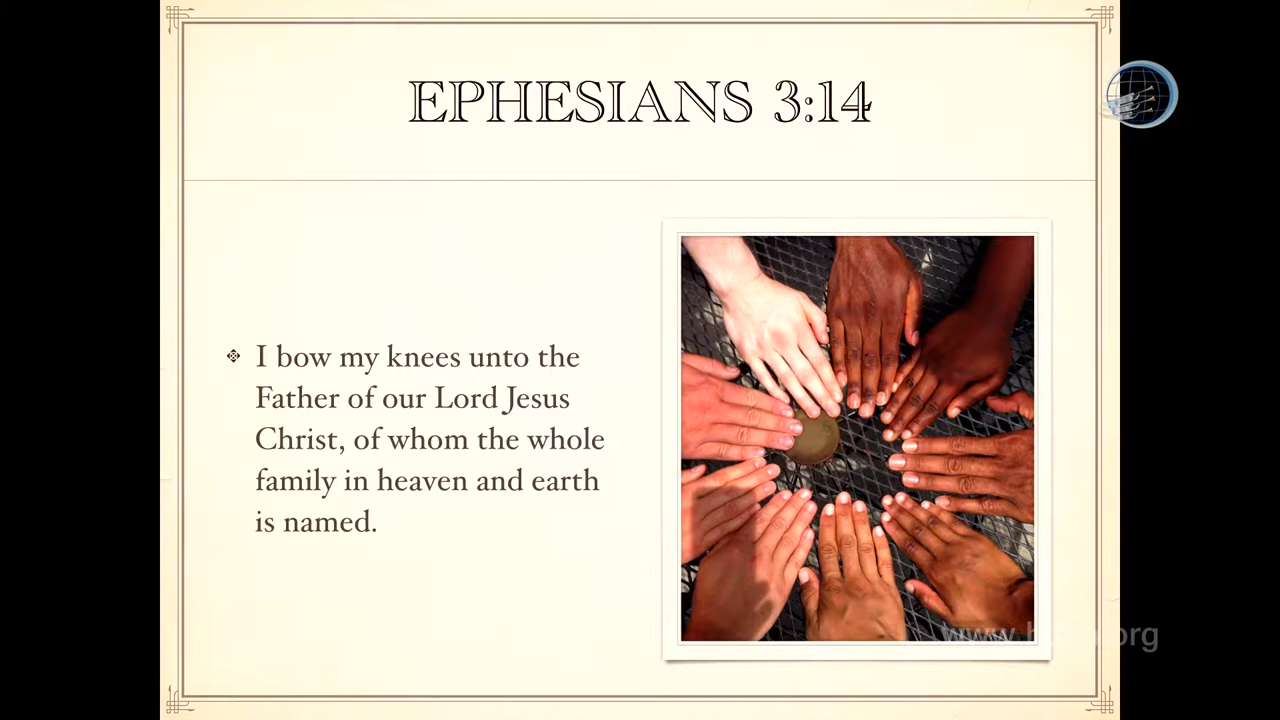 EPHESIANS 3:14
I bow my knees unto the
Father of our Lord Jesus
Christ, of whom the whole
family in heaven and earth
is named.